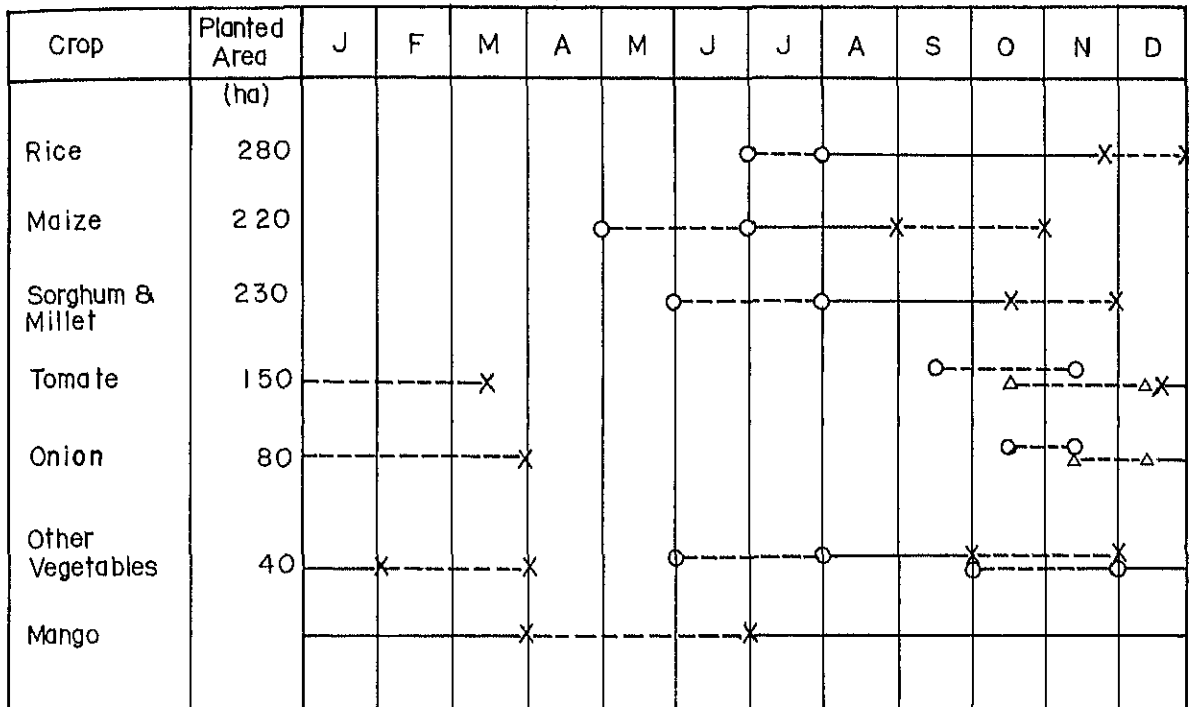 Crop Planted Area J F M A M J J A S O N D
(ha)
Rice 280
Maize 220
Sorghum & Millet 230
Tomate 150
Onion 80
Other Vegetables 40
Mango